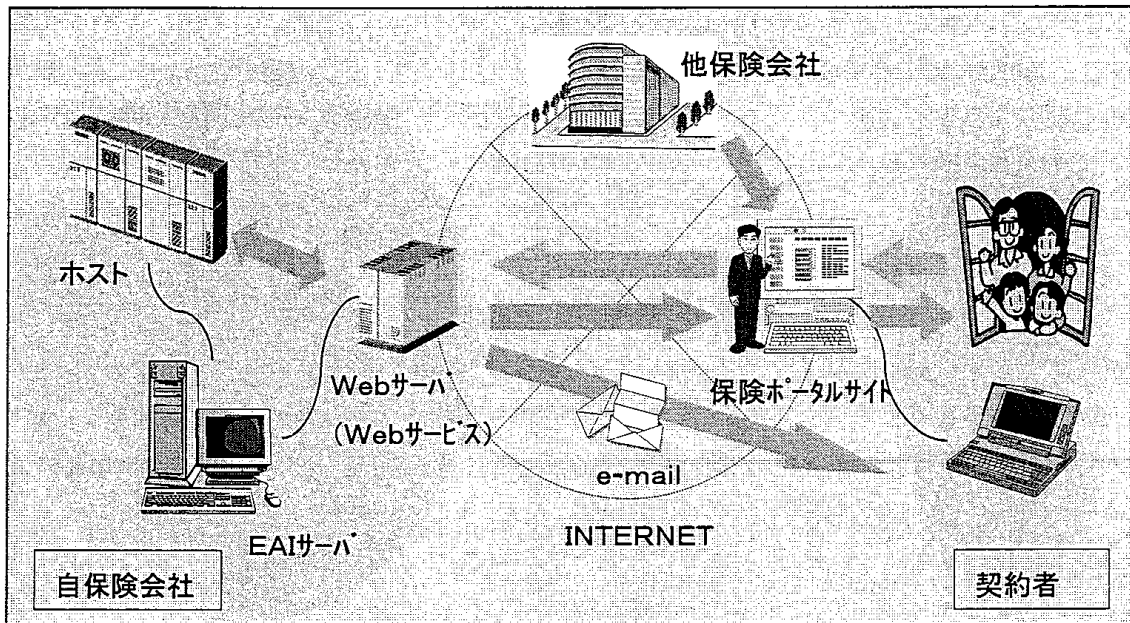 他保険会社
ホスト
Webサーバ
(Webサービス)
保険ポータルサイト
e-mail
EAIサーバ
INTERNET
自保険会社
契約者